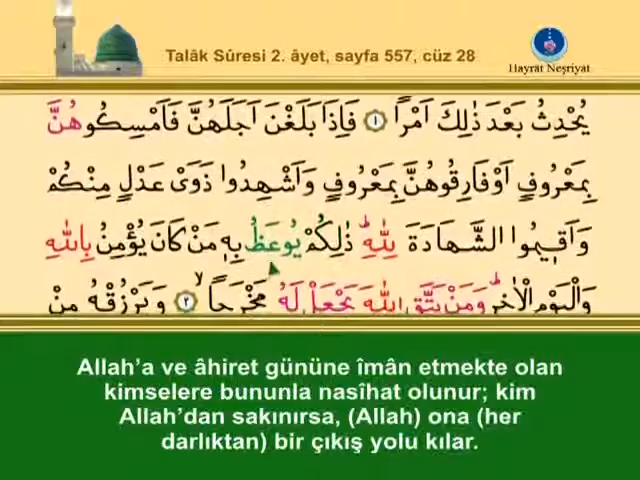 Talâk Sûresi 2. âyet, sayfa 557, cüz 28
Hayrât Neşriyat
يُحْدِثُ بَعْدَ ذٰلِكَ اَمْرًا ﴿١﴾ فَاِذَا بَلَغْنَ اَجَلَهُنَّ فَاَمْسِكُوهُنَّ
بِمَعْرُوفٍ اَوْ فَارِقُوهُنَّ بِمَعْرُوفٍ وَاَشْهِدُوا ذَوَىْ عَدْلٍ مِنْكُمْ
وَاَق۪يمُوا الشَّهَادَةَ لِلّٰهِۜ ذٰلِكُمْ يُوعَظُ بِه۪ مَنْ كَانَ يُؤْمِنُ بِاللّٰهِ
وَالْيَوْمِ الْاٰخِرِۜ وَمَنْ يَتَّقِ اللّٰهَ يَجْعَلْ لَهُ مَخْرَجًاۙ ﴿٢﴾ وَيَرْزُقْهُ مِنْ
Allah’a ve âhiret gününe îmân etmekte olan
kimselere bununla nasîhat olunur; kim
Allah’dan sakınırsa, (Allah) ona (her
darlıktan) bir çıkış yolu kılar.